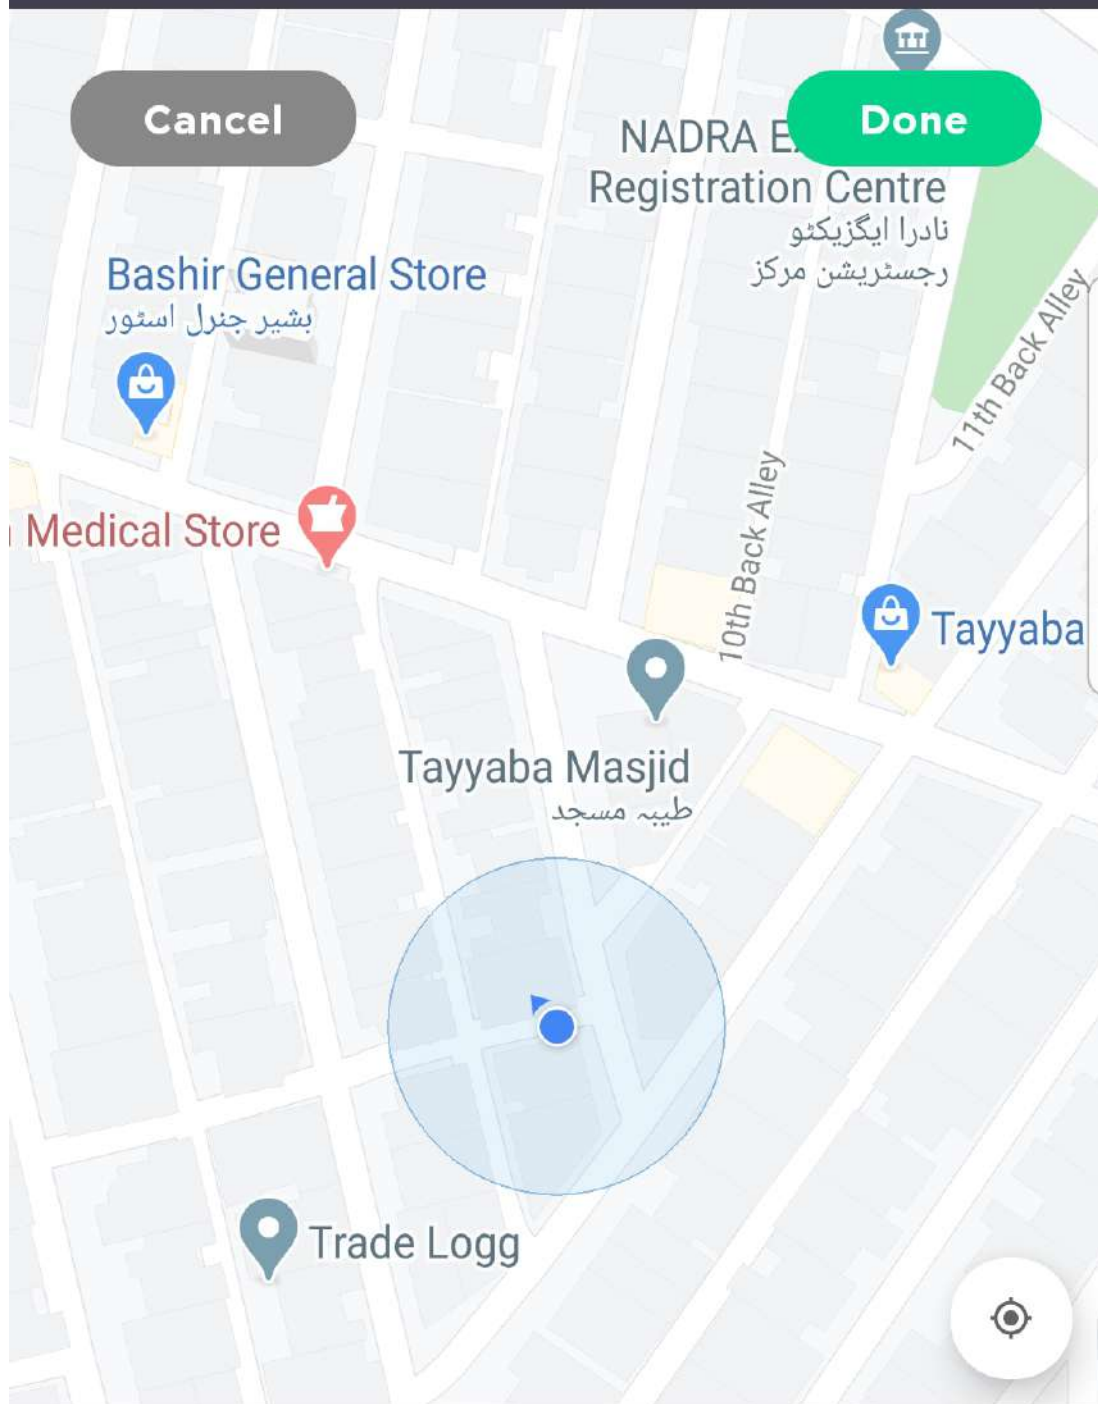 Cancel
Done
NADRA E
Registration Centre
نادرا ایگزیکٹو
رجسٹریشن مرکز
Bashir General Store
بشیر جنرل اسٹور
11th Back Alley
Medical Store
10th Back Alley
Tayyaba
Tayyaba Masjid
طیبہ مسجد
Trade Logg